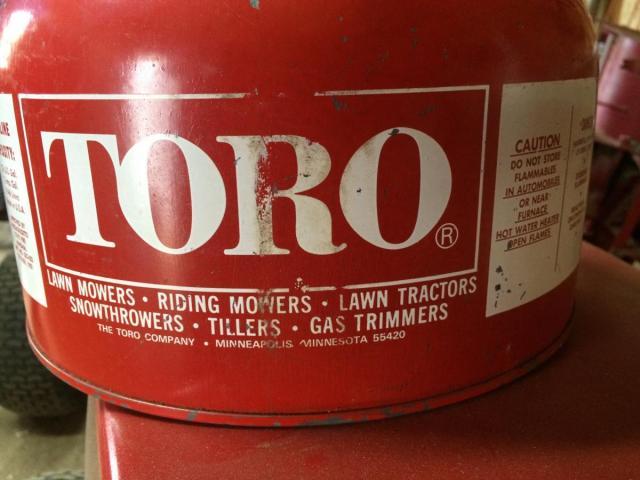 TORO®
LAWN MOWERS • RIDING MOWERS • LAWN TRACTORS
SNOWTHROWERS • TILLERS • GAS TRIMMERS
THE TORO COMPANY • MINNEAPOLIS MINNESOTA 55420
CAUTION
DO NOT STORE
FLAMMABLES
IN AUTOMOBILES
OR NEAR
FURNACE
HOT WATER HEATER
OPEN FLAMES